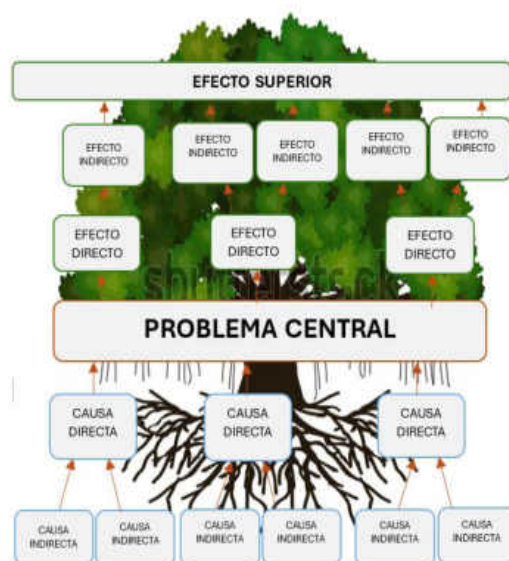 EFECTO SUPERIOR
EFECTO
INDIRECTO
EFECTO
INDIRECTO
EFECTO
INDIRECTO
EFECTO
INDIRECTO
EFECTO
INDIRECTO
EFECTO
DIRECTO
EFECTO
DIRECTO
EFECTO
DIRECTO
PROBLEMA CENTRAL
CAUSA
DIRECTA
CAUSA
DIRECTA
CAUSA
DIRECTA
CAUSA
INDIRECTA
CAUSA
INDIRECTA
CAUSA
INDIRECTA
CAUSA
INDIRECTA
CAUSA
INDIRECTA
CAUSA
INDIRECTA